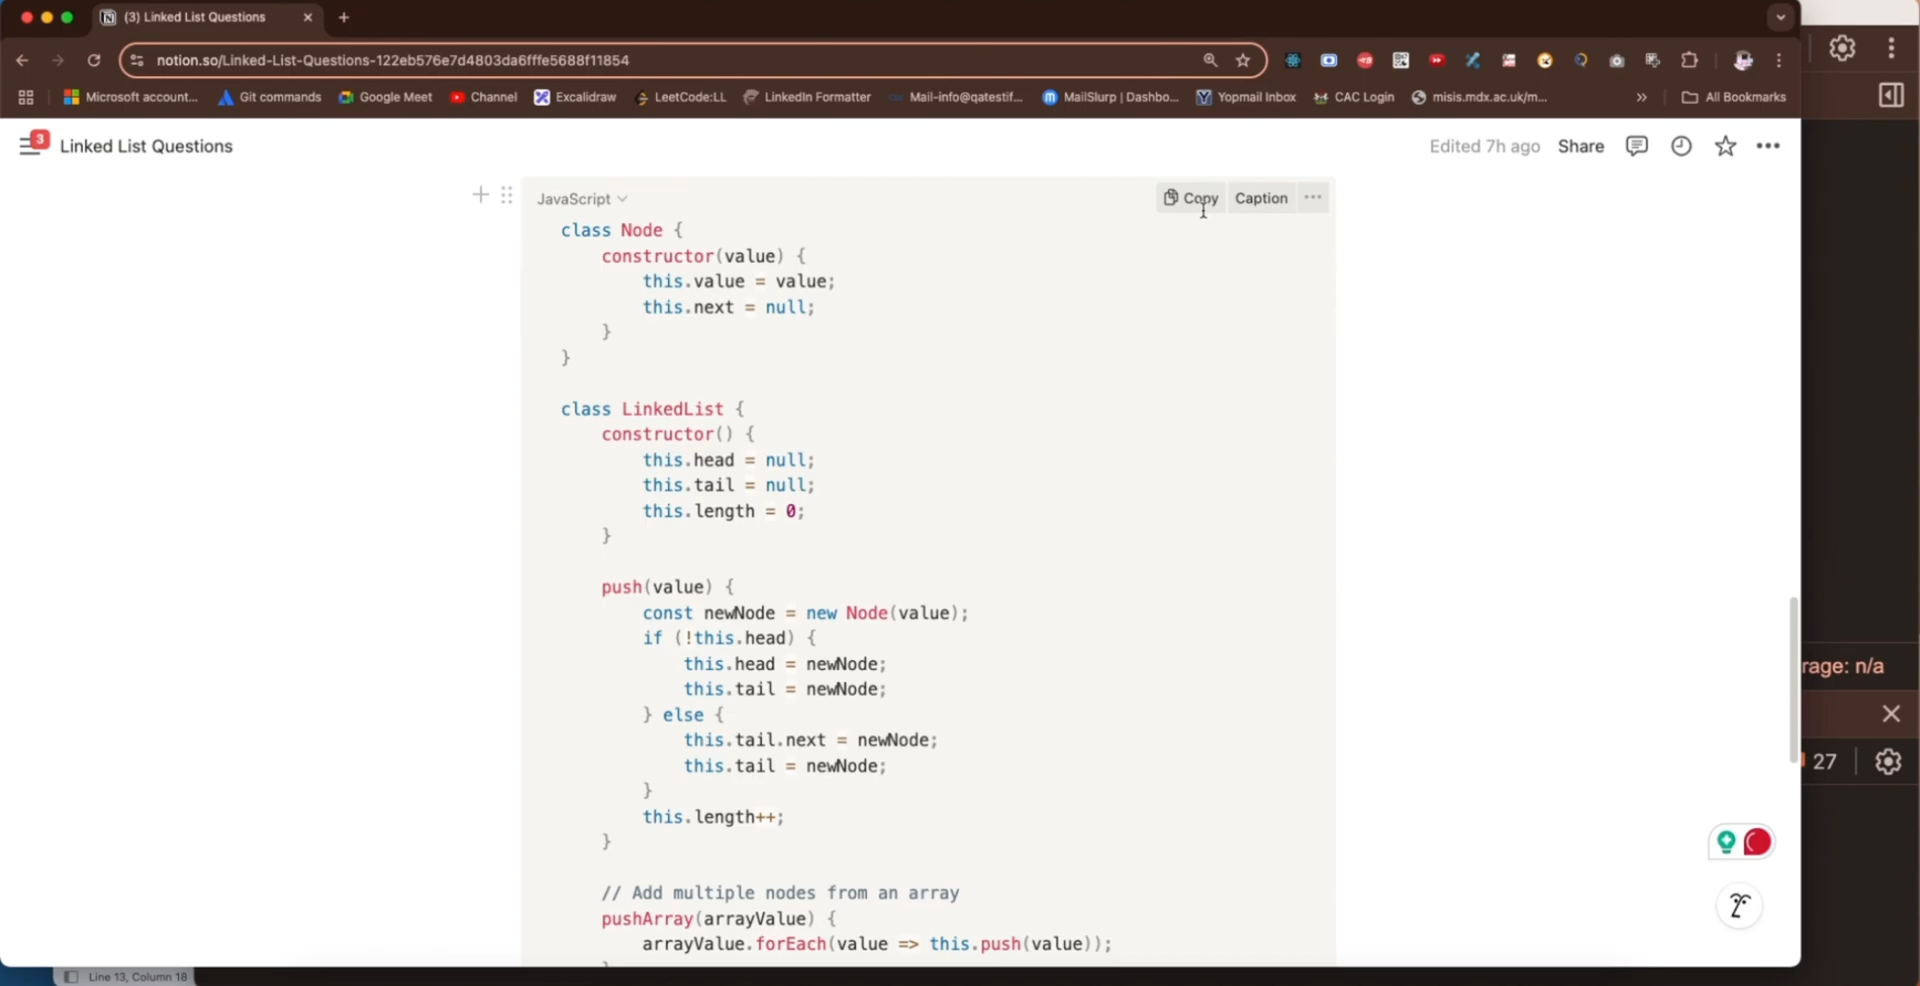 (3) Linked List Questions
notion.so/Linked-List-Questions-122eb576e7d4803da6fffe5688f11854
Microsoft account...
Git commands
Google Meet
Channel
Excalidraw
LeetCode:LL
LinkedIn Formatter
Mail-info@qatestif...
MailSlurp | Dashbo...
Yopmail Inbox
CAC Login
misis.mdx.ac.uk/m...
All Bookmarks
3
Linked List Questions
Edited 7h ago
Share
JavaScript
Copy
Caption
class Node {
constructor(value) {
this.value = value;
this.next = null;
}
}
class LinkedList {
constructor() {
this.head = null;
this.tail = null;
this.length = 0;
}
push(value) {
const newNode = new Node(value);
if (!this.head) {
this.head = newNode;
this.tail = newNode;
} else {
this.tail.next = newNode;
this.tail = newNode;
}
this.length++;
}
// Add multiple nodes from an array
pushArray(arrayValue) {
arrayValue.forEach(value => this.push(value));
rage: n/a
27
Line 13, Column 18